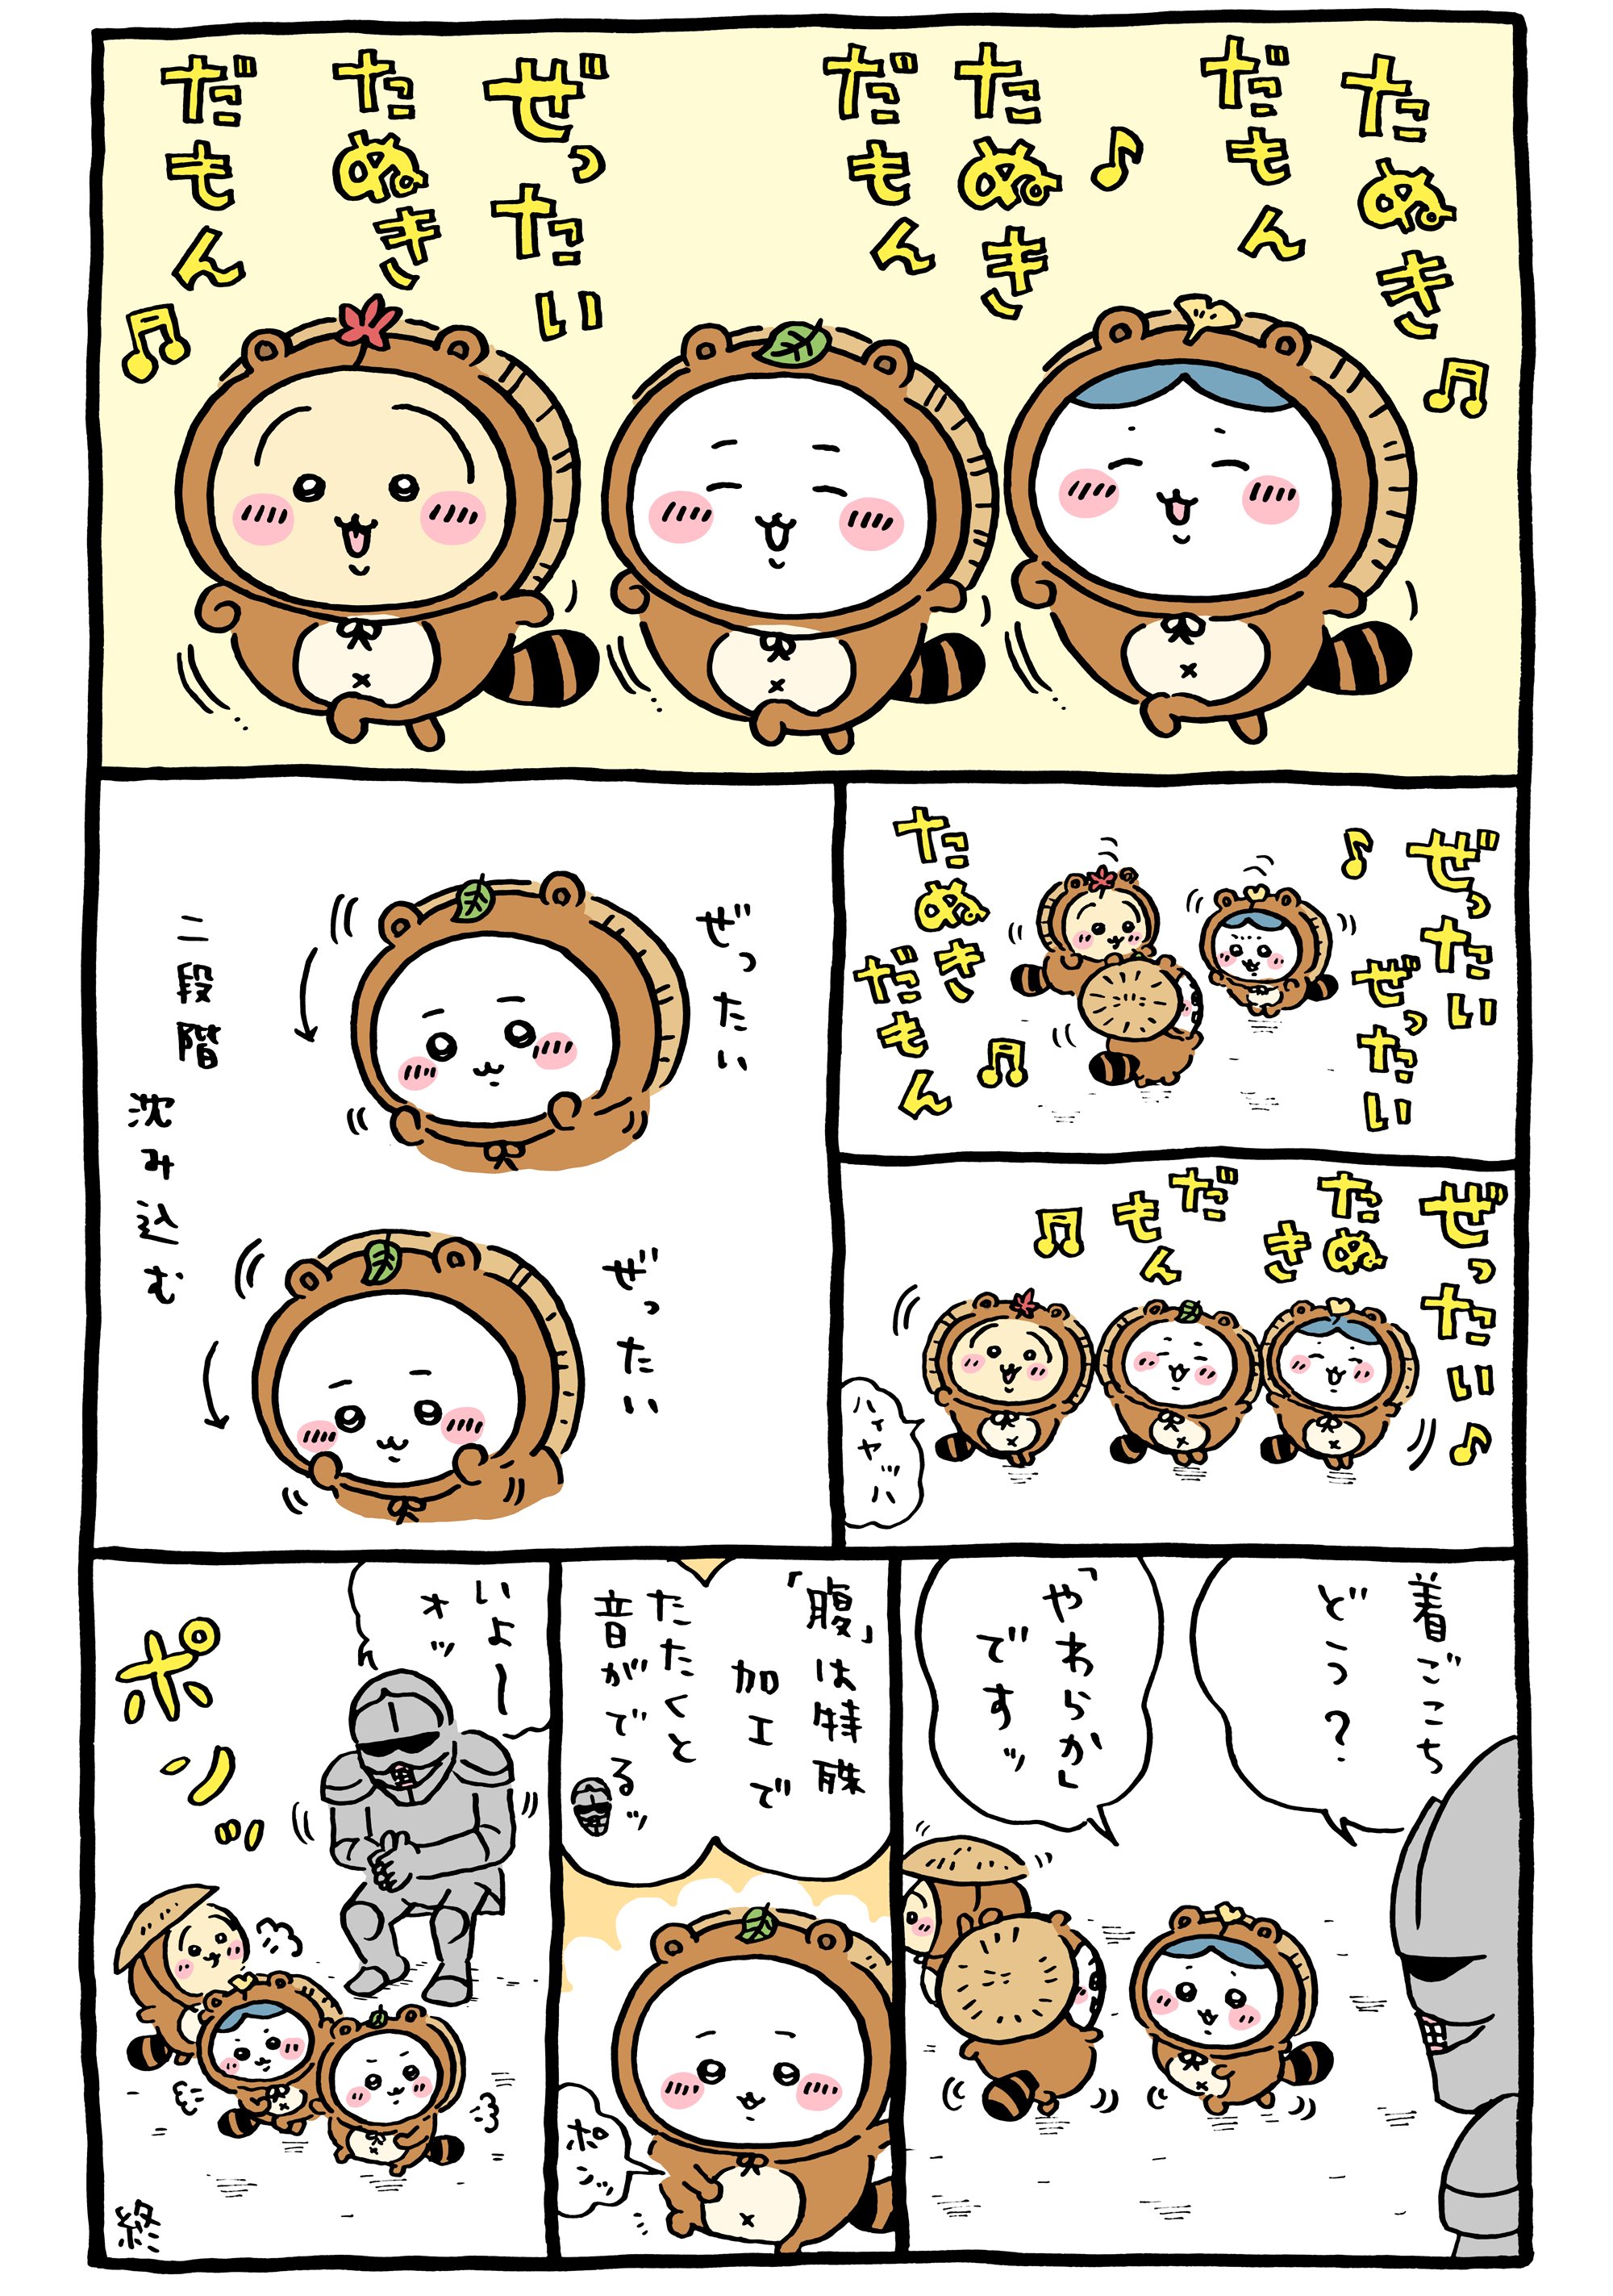 たぬき
だもん
たぬき
だもん
ぜったい
たぬき
だもん
ぜったい
ぜったい
たぬき
だもん
ぜったい
たぬ
き
だ
もん
ハィヤッハ
ぜったい
ぜったい
二段階
沈み込む
着ごこち
どう?
「やわらか」
ですッ
「腹」は特殊
加工で
たたくと
音がでるッ
ポンッ
いよ〜
オッ
ポンッ
終